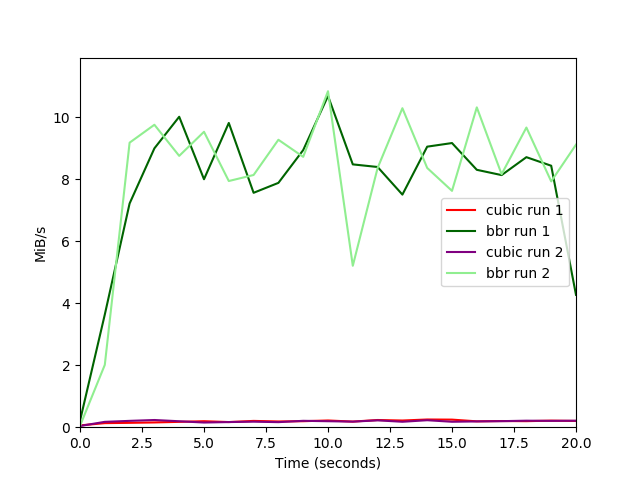 10
8
6
4
2
0
MiB/s
cubic run 1
bbr run 1
cubic run 2
bbr run 2
0.0 2.5 5.0 7.5 10.0 12.5 15.0 17.5 20.0
Time (seconds)